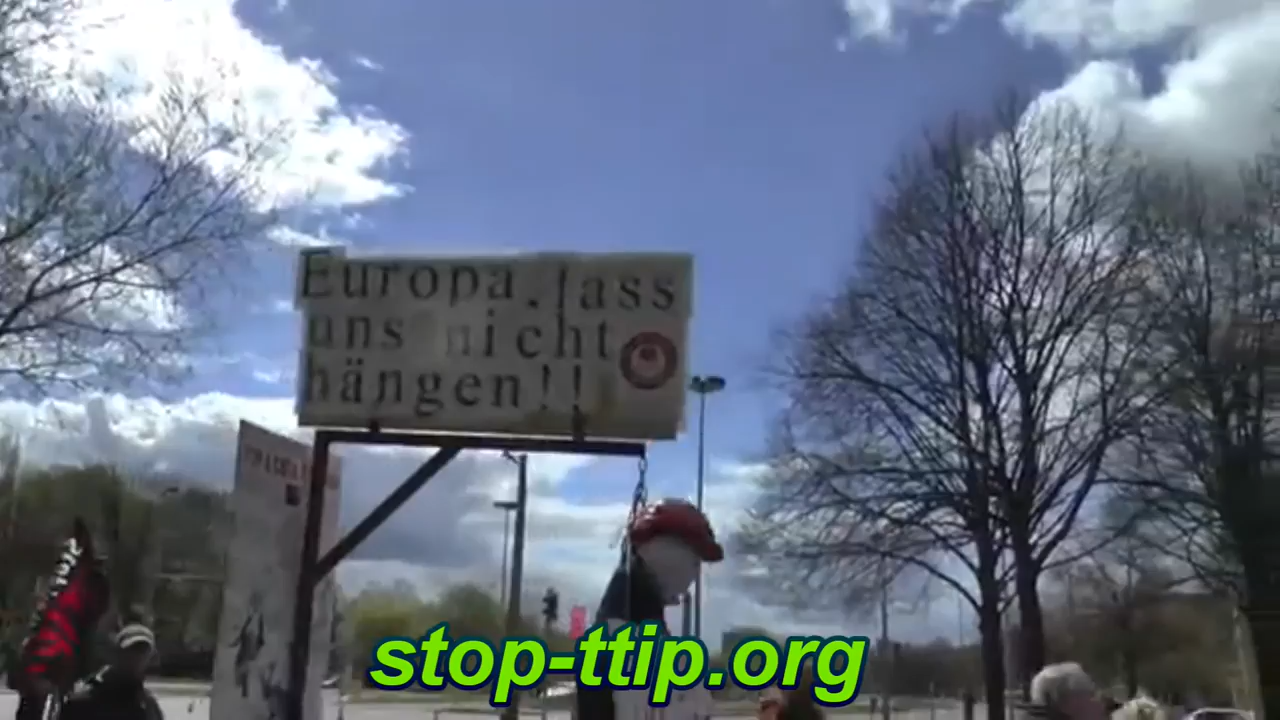 Europa, lass
uns nicht
hängen!!
stop-ttip.org